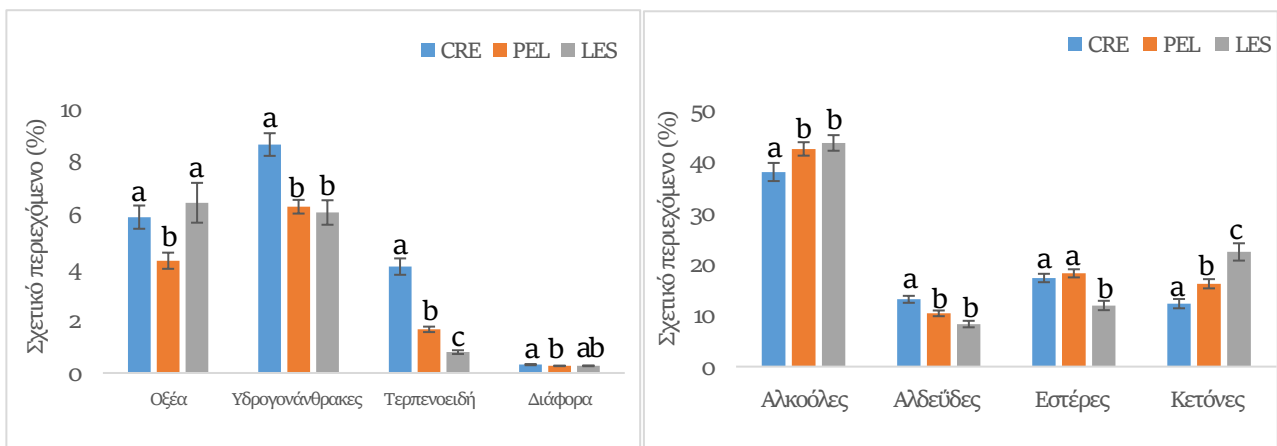 CRE PEL LES
Σχετικό περιεχόμενο (%)
10
8
6
4
2
0
a b a
a b b
a b c
a b ab
Οξέα Υδρογονάνθρακες Τερπενοειδή Διάφορα
CRE PEL LES
Σχετικό περιεχόμενο (%)
50
40
30
20
10
0
a b b
a b b
a a b
a b c
Αλκοόλες Αλδεΰδες Εστέρες Κετόνες